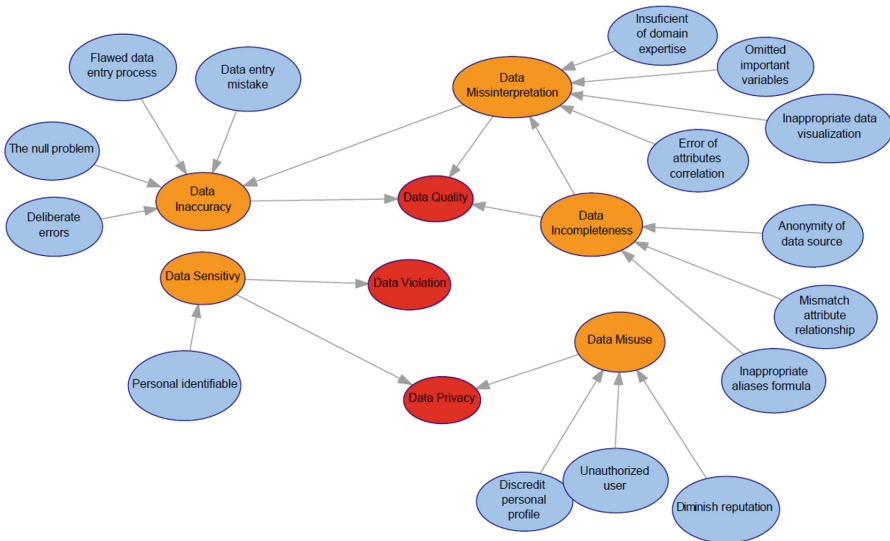 Flawed data
entry process
Data entry
mistake
The null problem
Deliberate
errors
Data
Inaccuracy
Data
Missinterpretation
Insuficient
of domain
expertise
Omitted
important
variables
Inappropriate data
visualization
Error of
attributes
correlation
Data Quality
Data
Incompleteness
Anonymity of
data source
Mismatch
attribute
relationship
Inappropriate
aliases formula
Data Sensitivy
Data Violation
Personal identifiable
Data Misuse
Data Privacy
Discredit
personal
profile
Unauthorized
user
Diminish reputation